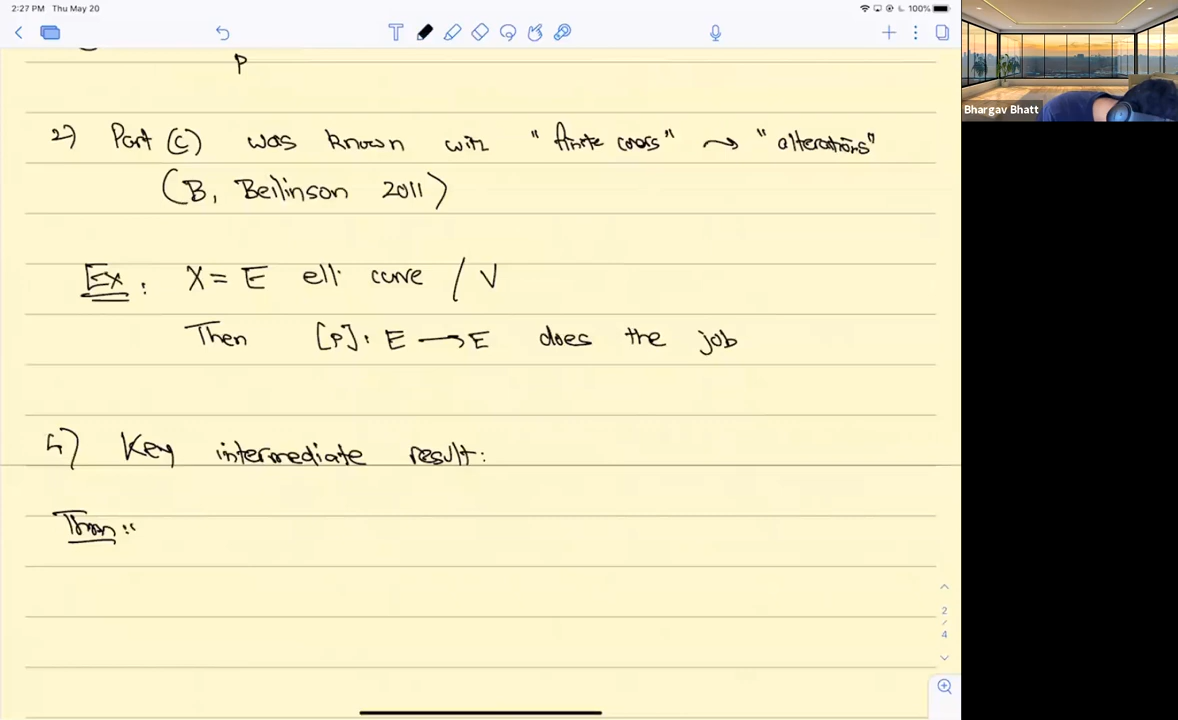 2:27 PM Thu May 20
100%
p
2) Part (c) was known with "finite covers" ⇝ "alterations"
(B, Beilinson 2011)
Ex: X = E ell. curve / V
Then [p]: E → E does the job
4) Key intermediate result:
Thm:
2
/
4
Bhargav Bhatt